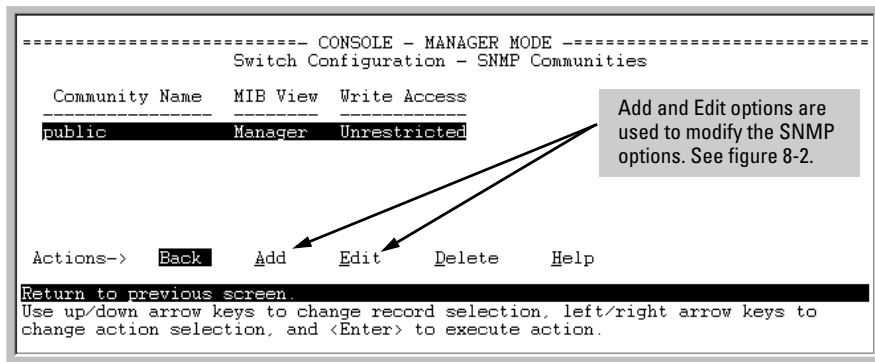 ==========================- CONSOLE - MANAGER MODE -============================
Switch Configuration - SNMP Communities
Community Name MIB View Write Access
---------------- -------- ------------
public Manager Unrestricted
Add and Edit options are
used to modify the SNMP
options. See figure 8-2.
Actions-> Back Add Edit Delete Help
Return to previous screen.
Use up/down arrow keys to change record selection, left/right arrow keys to
change action selection, and <Enter> to execute action.